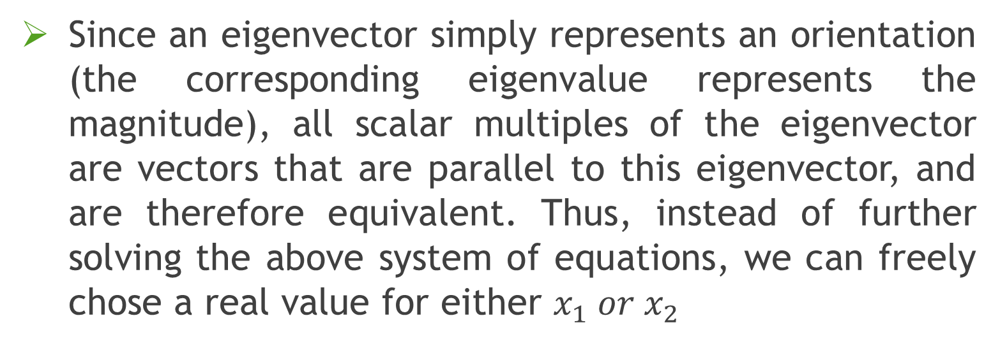 Since an eigenvector simply represents an orientation
(the corresponding eigenvalue represents the
magnitude), all scalar multiples of the eigenvector
are vectors that are parallel to this eigenvector, and
are therefore equivalent. Thus, instead of further
solving the above system of equations, we can freely
chose a real value for either x₁ or x₂